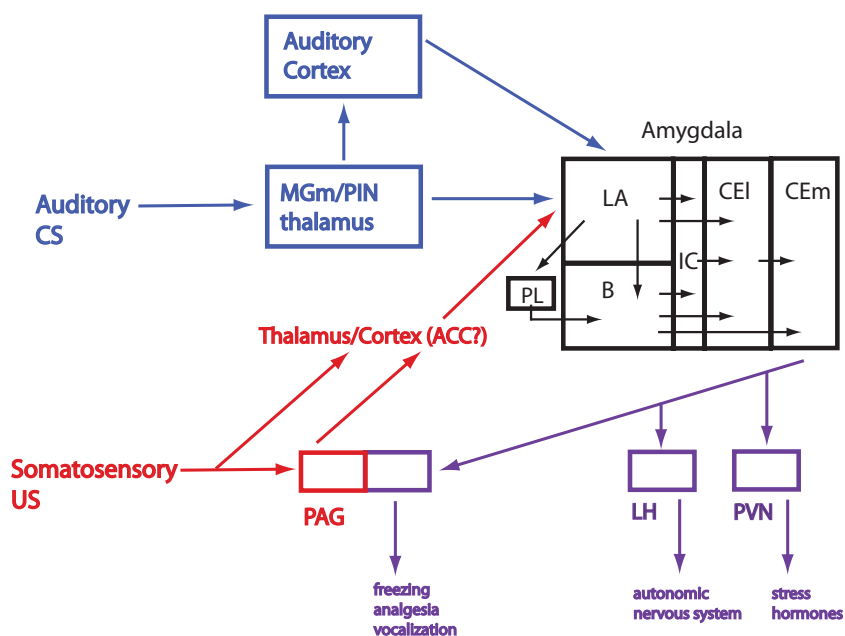 Auditory
Cortex
Amygdala
MGm/PIN
thalamus
Auditory
CS
LA
CEl
CEm
IC
PL
B
Thalamus/Cortex (ACC?)
Somatosensory
US
PAG
LH
PVN
freezing
analgesia
vocalization
autonomic
nervous system
stress
hormones